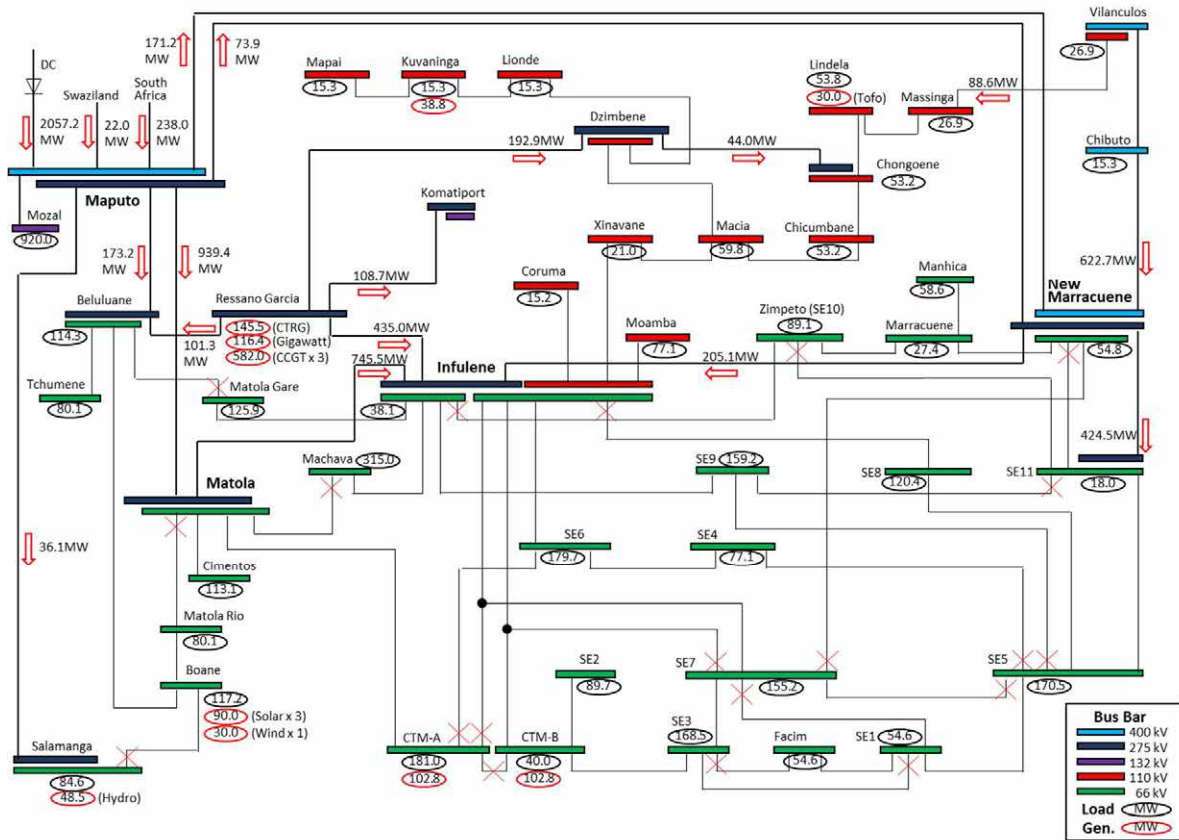 171.2
MW
73.9
MW
DC
Swaziland
South
Africa
2057.2
MW
22.0
MW
238.0
MW
Mapai
15.3
Kuvaninga
15.3
38.8
Lionde
15.3
Vilanculos
26.9
Lindela
53.8
30.0 (Tofo)
88.6MW
Massinga
26.9
Dzimbene
192.9MW
44.0MW
Chibuto
15.3
Chongoene
53.2
Maputo
Mozal
920.0
Komatiport
Xinavane
21.0
Macia
59.8
Chicumbane
53.2
173.2
MW
939.4
MW
108.7MW
Coruma
15.2
Manhica
58.6
622.7MW
New
Marracuene
54.8
Beluluane
114.3
Ressano Garcia
145.5 (CTRG)
116.4 (Gigawatt)
582.0 (CCGT x 3)
101.3
MW
435.0MW
745.5MW
Moamba
77.1
Zimpeto (SE10)
89.1
Marracuene
27.4
205.1MW
Infulene
38.1
Tchumene
80.1
Matola Gare
125.9
Machava 315.0
SE9 159.2
SE8
120.4
424.5MW
SE11
18.0
Matola
36.1MW
SE6
179.7
SE4
77.1
Cimentos
113.1
Matola Rio
80.1
Boane
117.2
90.0 (Solar x 3)
30.0 (Wind x 1)
SE2
89.7
SE7
155.2
SE5
170.5
Salamanga
84.6
48.5 (Hydro)
CTM-A
181.0
102.8
CTM-B
40.0
102.8
SE3
168.5
Facim
54.6
SE1
54.6
Bus Bar
400 kV
275 kV
132 kV
110 kV
66 kV
Load MW
Gen. MW